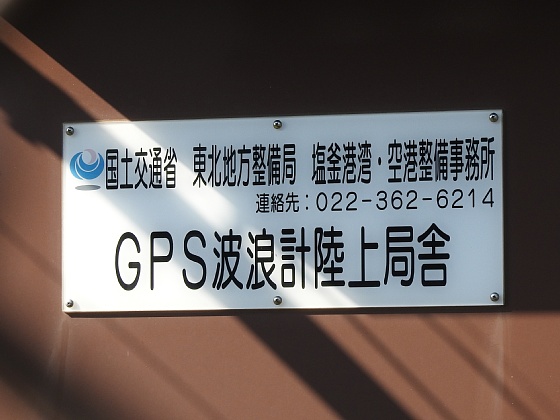 国土交通省 東北地方整備局 塩釜港湾・空港整備事務所
連絡先：022-362-6214
GPS波浪計陸上局舎